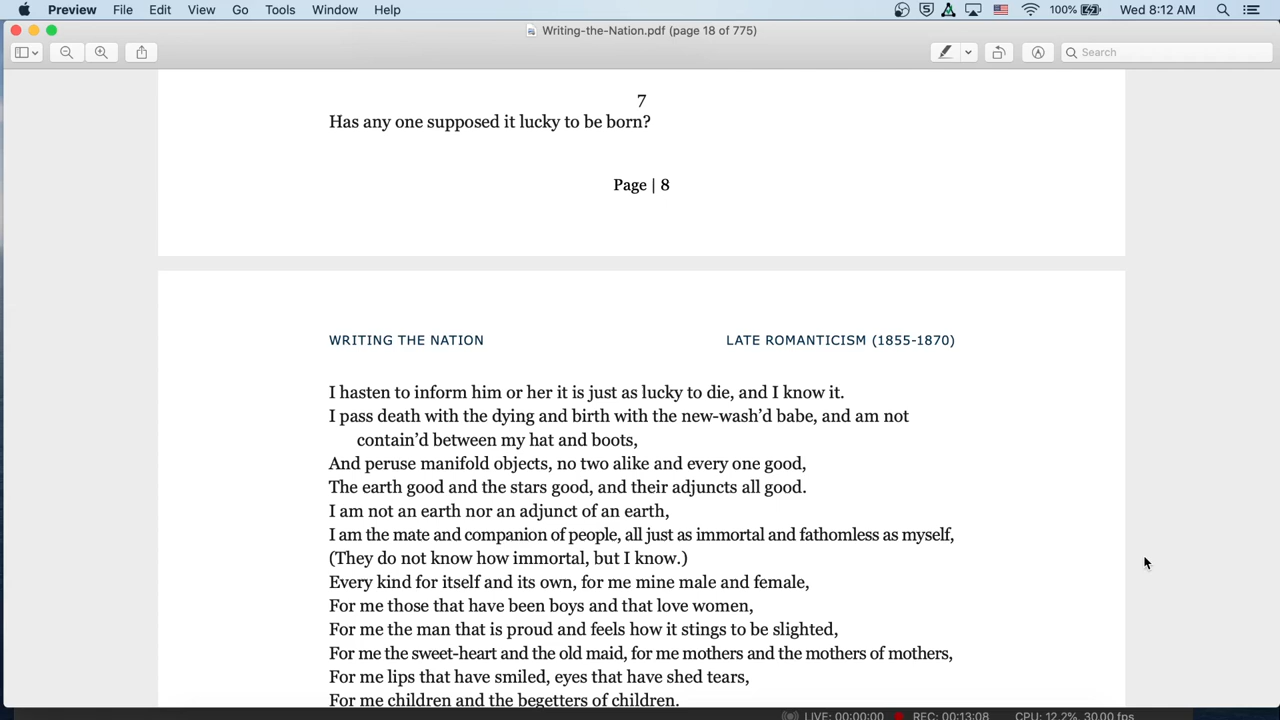 Preview File Edit View Go Tools Window Help 100% Wed 8:12 AM
Writing-the-Nation.pdf (page 18 of 775)
Search
7
Has any one supposed it lucky to be born?
Page | 8
WRITING THE NATION LATE ROMANTICISM (1855-1870)
I hasten to inform him or her it is just as lucky to die, and I know it.
I pass death with the dying and birth with the new-wash’d babe, and am not
contain’d between my hat and boots,
And peruse manifold objects, no two alike and every one good,
The earth good and the stars good, and their adjuncts all good.
I am not an earth nor an adjunct of an earth,
I am the mate and companion of people, all just as immortal and fathomless as myself,
(They do not know how immortal, but I know.)
Every kind for itself and its own, for me mine male and female,
For me those that have been boys and that love women,
For me the man that is proud and feels how it stings to be slighted,
For me the sweet-heart and the old maid, for me mothers and the mothers of mothers,
For me lips that have smiled, eyes that have shed tears,
For me children and the begetters of children.
LIVE: 00:00:00 REC: 00:13:08 CPU: 12.2%, 30.00 fps